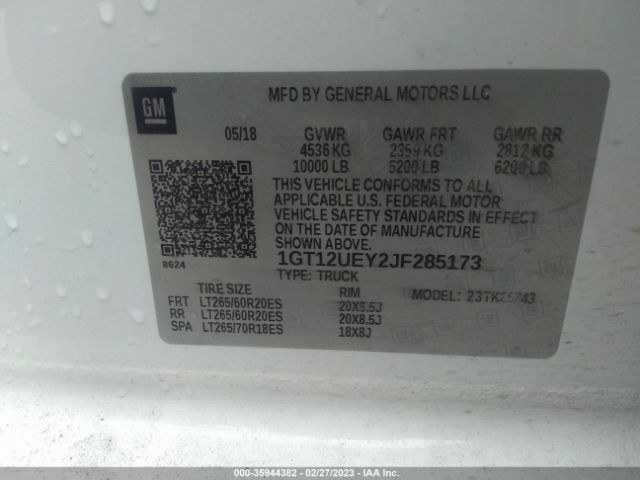 GM
MFD BY GENERAL MOTORS LLC
05/18 GVWR GAWR FRT GAWR RR
4536 KG 2359 KG 2812 KG
10000 LB 5200 LB 6200 LB
THIS VEHICLE CONFORMS TO ALL
APPLICABLE U.S. FEDERAL MOTOR
VEHICLE SAFETY STANDARDS IN EFFECT
ON THE DATE OF MANUFACTURE
SHOWN ABOVE.
8624
1GT12UEY2JF285173
TYPE: TRUCK
MODEL:
TIRE SIZE RIM
FRT LT265/60R20ES 20X8.5J
RR LT265/60R20ES 20X8.5J
SPA LT265/70R18ES 18X8J
000-35944382 - 02/27/2023 - IAA Inc.